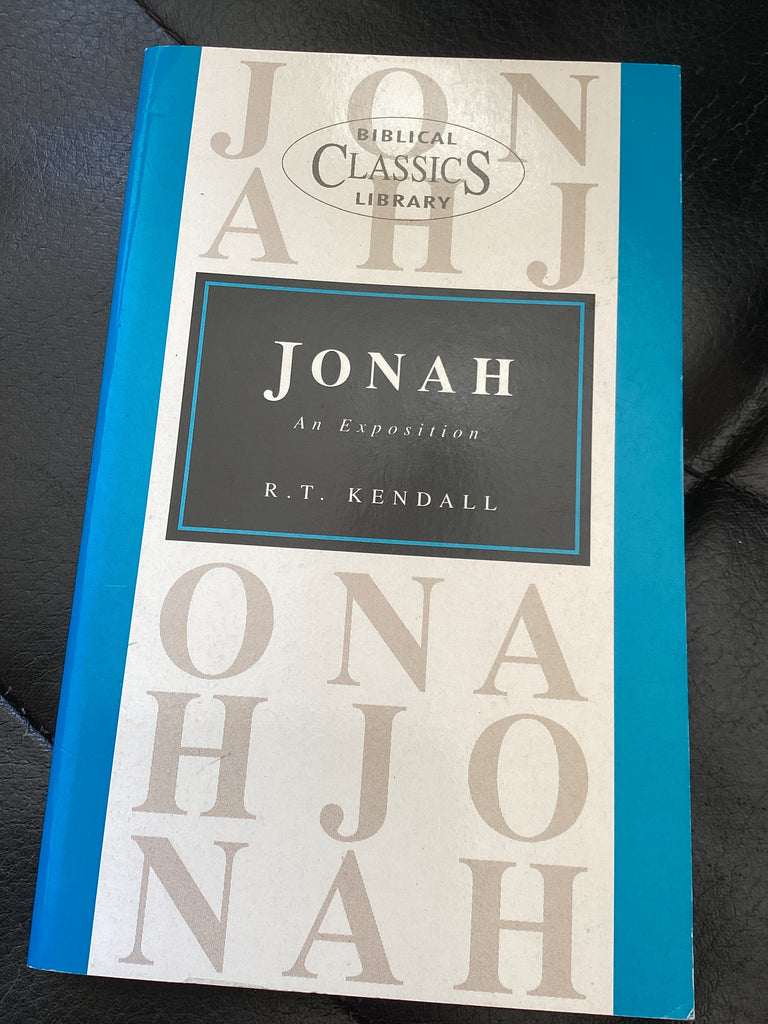 J O N
BIBLICAL
CLASSICS
LIBRARY
A H J
JONAH
An Exposition
R.T. KENDALL
O N A
H J O
N A H